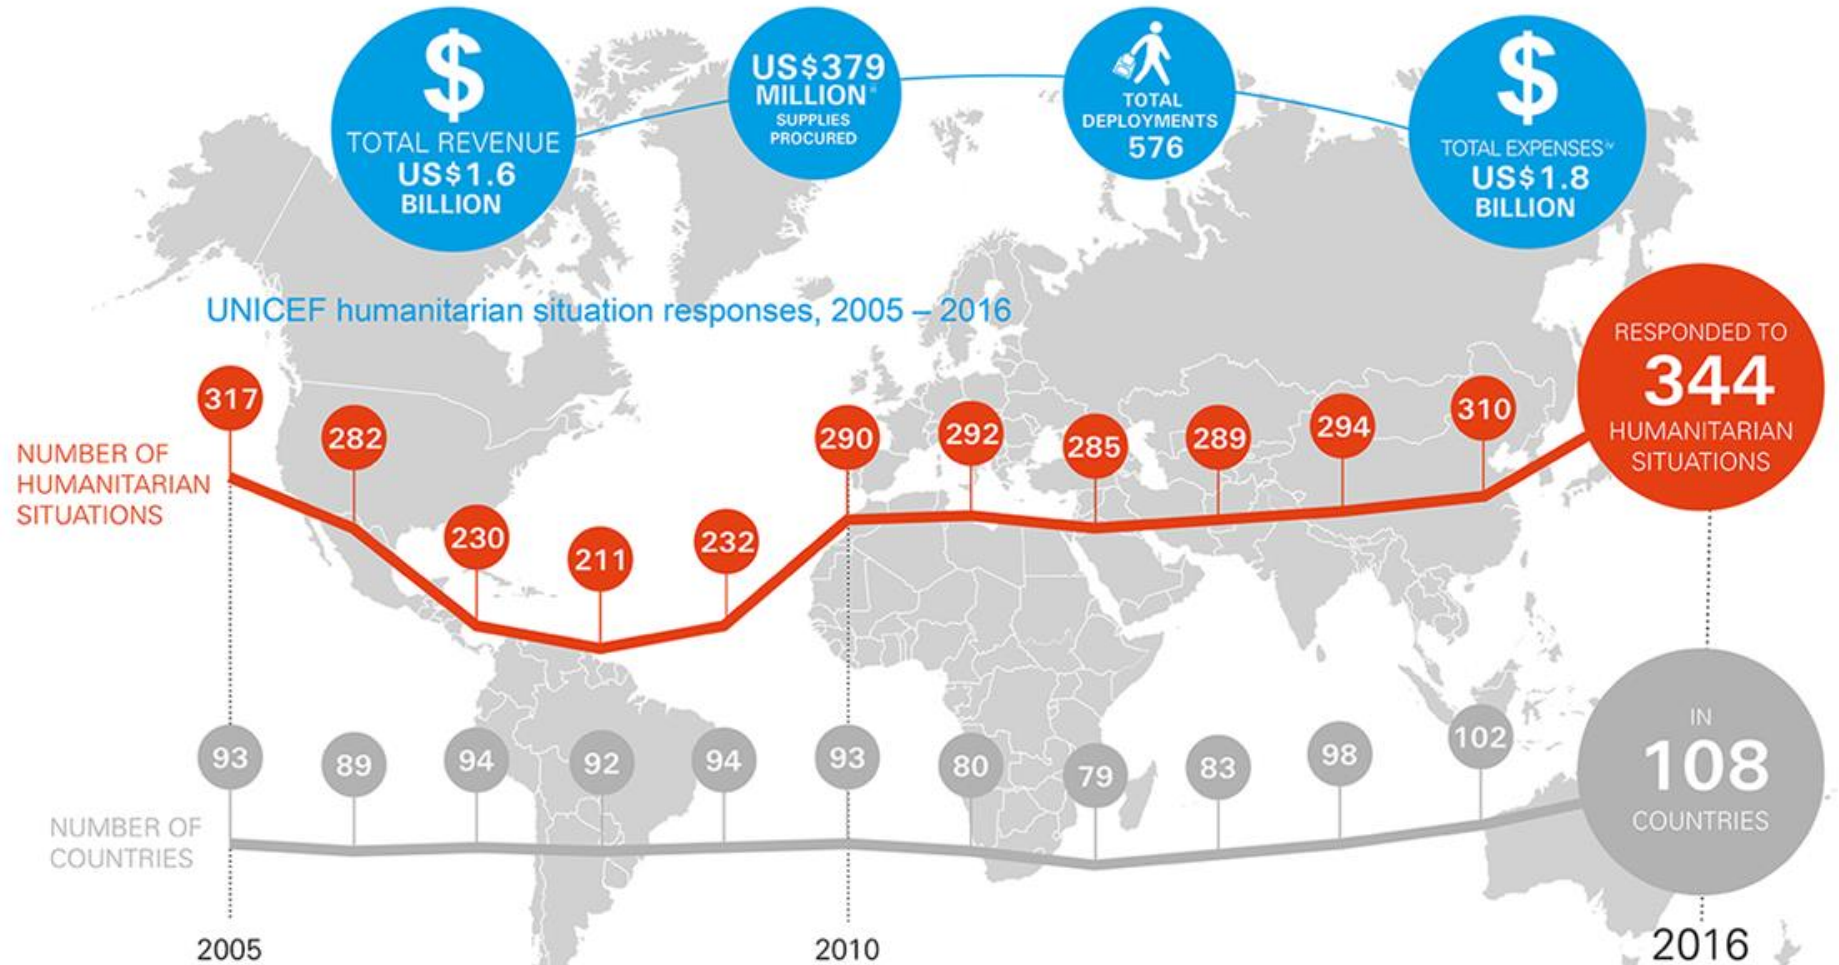 $
TOTAL REVENUE
US$1.6
BILLION
US$379
MILLION
SUPPLIES
PROCURED
TOTAL
DEPLOYMENTS
576
$
TOTAL EXPENSES iv
US$1.8
BILLION
UNICEF humanitarian situation responses, 2005 – 2016
NUMBER OF
HUMANITARIAN
SITUATIONS
317
282
230
211
232
290
292
285
289
294
310
RESPONDED TO
344
HUMANITARIAN
SITUATIONS
NUMBER OF
COUNTRIES
93
89
94
92
94
93
80
79
83
98
102
IN
108
COUNTRIES
2005
2010
2016